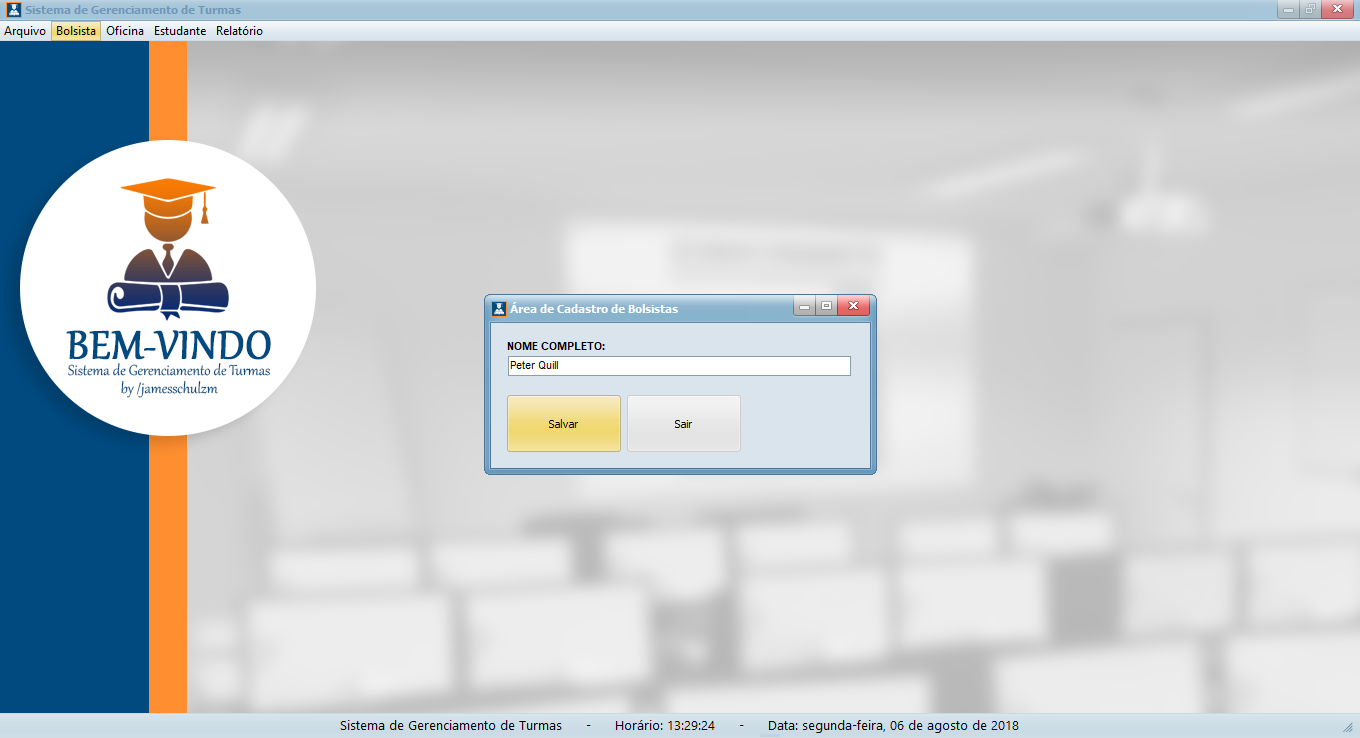 Sistema de Gerenciamento de Turmas
Arquivo Bolsista Oficina Estudante Relatório
BEM-VINDO
Sistema de Gerenciamento de Turmas
by /jamesschulzm
Área de Cadastro de Bolsistas
NOME COMPLETO:
Peter Quill
Salvar Sair
Sistema de Gerenciamento de Turmas - Horário: 13:29:24 - Data: segunda-feira, 06 de agosto de 2018